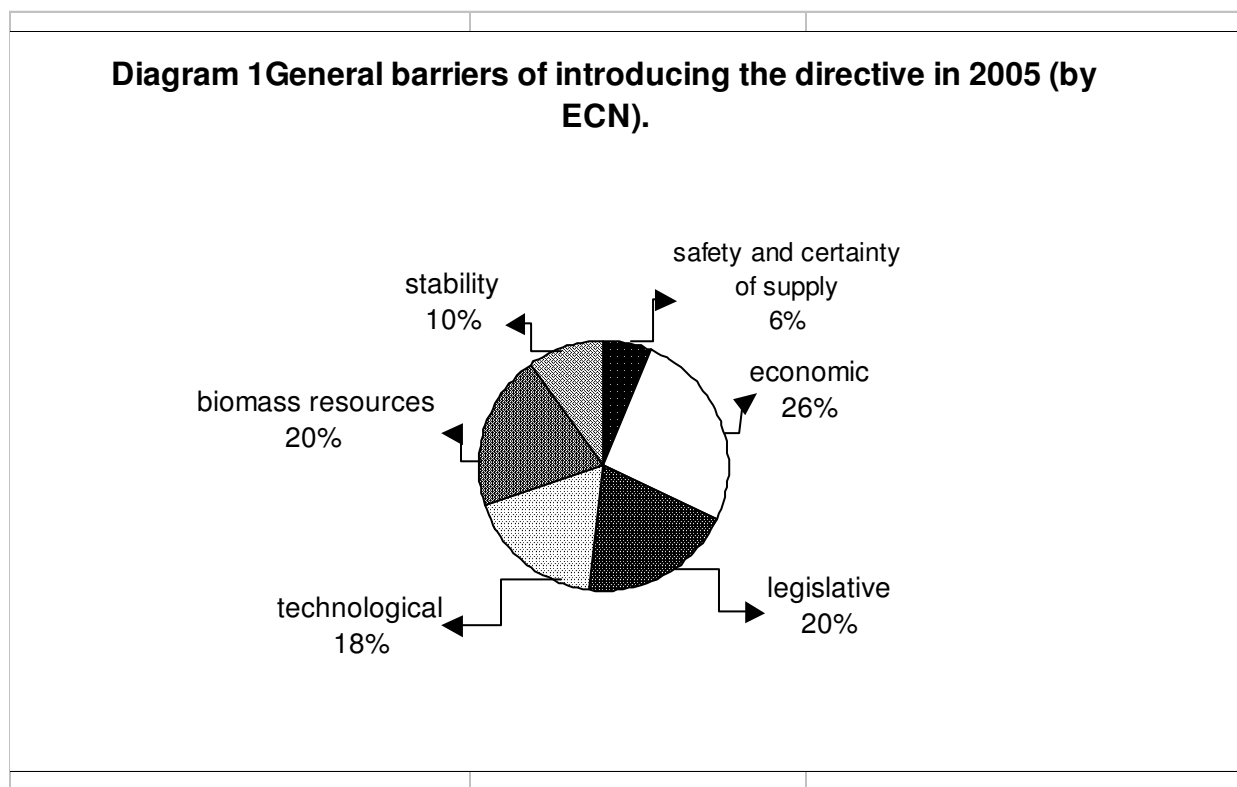 Diagram 1General barriers of introducing the directive in 2005 (by
ECN).
safety and certainty
of supply
6%
stability
10%
economic
26%
biomass resources
20%
legislative
20%
technological
18%